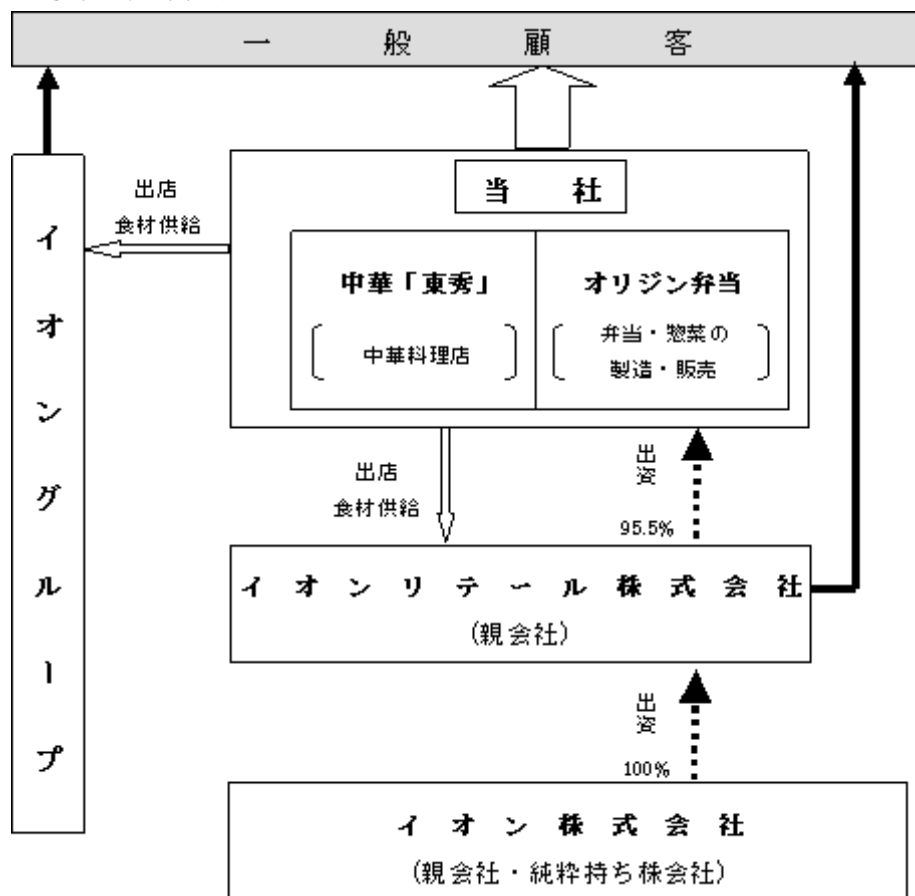 一般顧客
当社
出店
食材供給
イオングループ
中華「東秀」
中華料理店
オリジン弁当
弁当・惣菜の
製造・販売
出店
食材供給
出資
95.5%
イオンリテール株式会社
(親会社)
出資
100%
イオン株式会社
(親会社・純粋持ち株会社)